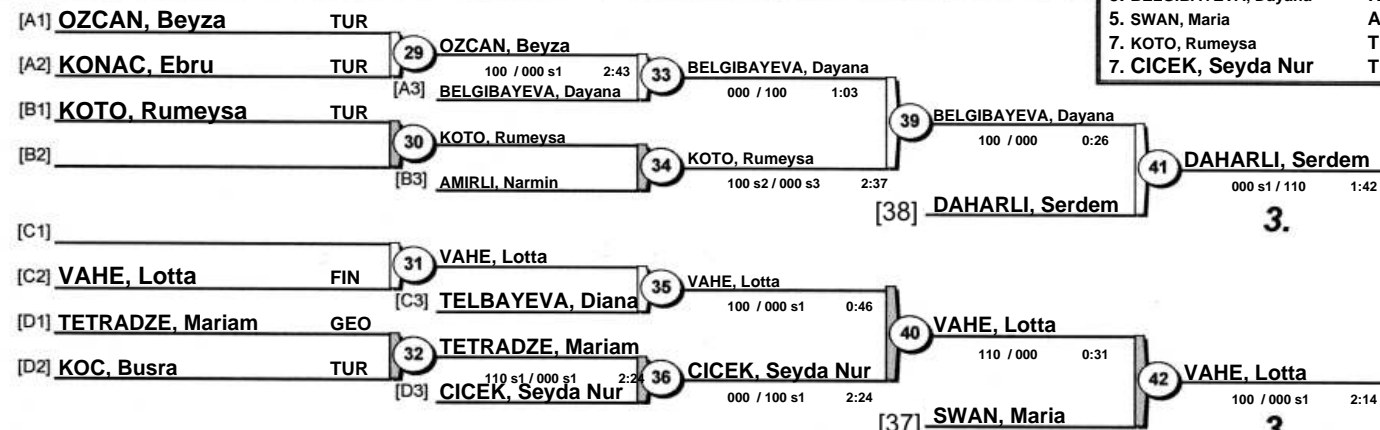 5. SWAN, Maria A
7. KOTO, Rumeysa T
7. CICEK, Seyda Nur T
[A1] OZCAN, Beyza TUR
[A2] KONAC, Ebru TUR
29 OZCAN, Beyza
100 / 000 s1 2:43
[A3] BELGIBAYEVA, Dayana
33 BELGIBAYEVA, Dayana
000 / 100 1:03
[B1] KOTO, Rumeysa TUR
[B2]
30 KOTO, Rumeysa
[B3] AMIRLI, Narmin
34 KOTO, Rumeysa
100 s2 / 000 s3 2:37
39 BELGIBAYEVA, Dayana
100 / 000 0:26
[38] DAHARLI, Serdem
41 DAHARLI, Serdem
000 s1 / 110 1:42
3.
[C1]
[C2] VAHE, Lotta FIN
31 VAHE, Lotta
[C3] TELBAYEVA, Diana
35 VAHE, Lotta
100 / 000 s1 0:46
[D1] TETRADZE, Mariam GEO
[D2] KOC, Busra TUR
32 TETRADZE, Mariam
110 s1 / 000 s1 2:24
[D3] CICEK, Seyda Nur
36 CICEK, Seyda Nur
000 / 100 s1 2:24
40 VAHE, Lotta
110 / 000 0:31
[37] SWAN, Maria
42 VAHE, Lotta
100 / 000 s1 2:14
3